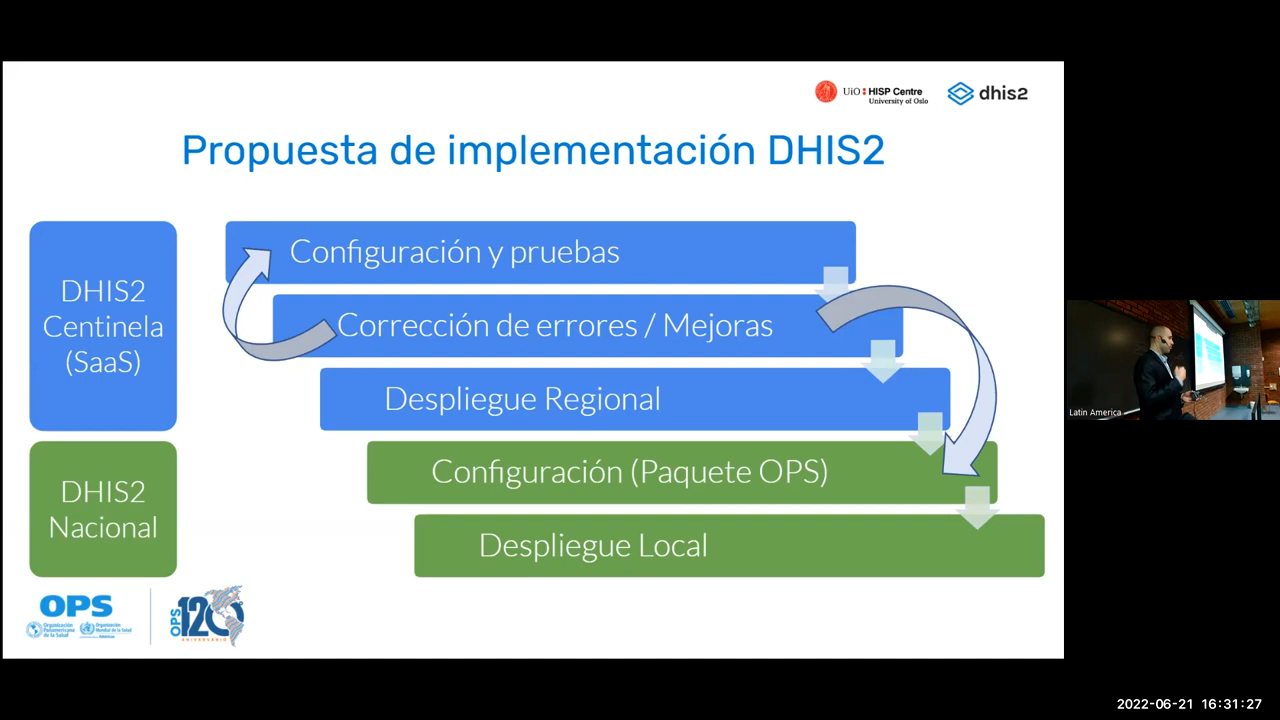 UiO HISP Centre
University of Oslo
dhis2
Propuesta de implementación DHIS2
DHIS2
Centinela
(SaaS)
Configuración y pruebas
Corrección de errores / Mejoras
Despliegue Regional
DHIS2
Nacional
Configuración (Paquete OPS)
Despliegue Local
OPS
Organización
Panamericana
de la Salud
Organización
Mundial de la Salud
OPS
120
ANIVERSARIO
Latin America
2022-06-21 16:31:27